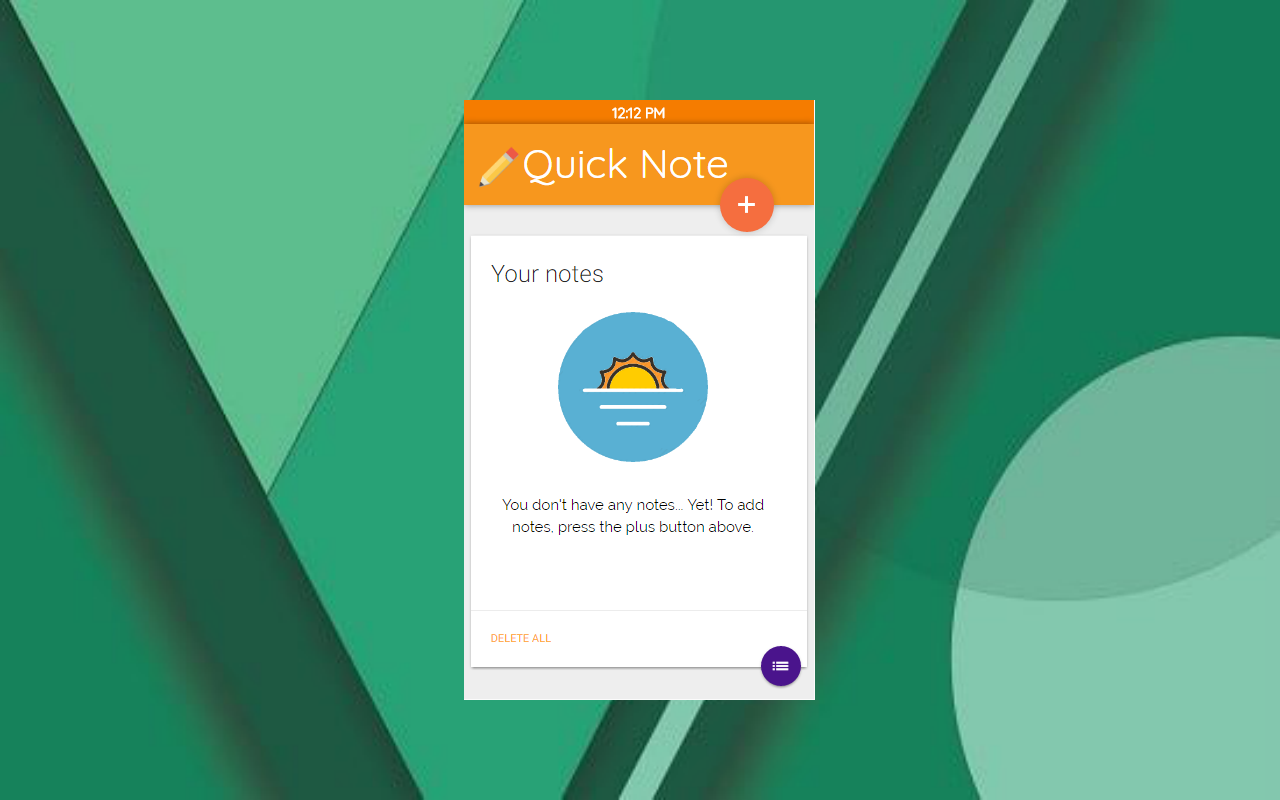 12:12 PM
Quick Note
Your notes
You don't have any notes... Yet! To add
notes, press the plus button above.
DELETE ALL